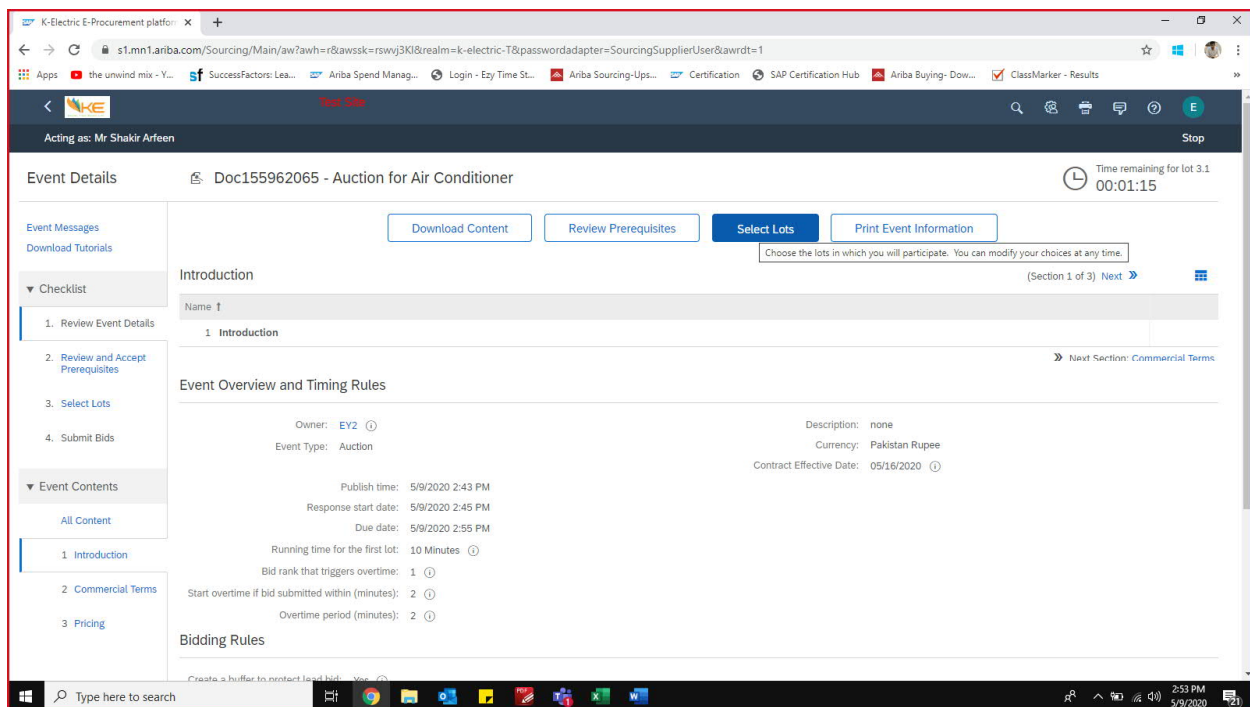 K-Electric E-Procurement platfor
s1.mn1.ariba.com/Sourcing/Main/aw?awh=r&awssk=rswvj3KI&realm=k-electric-T&passwordadapter=SourcingSupplierUser&awrdt=1
Apps the unwind mix - Y... SuccessFactors: Lea... Ariba Spend Manag... Login - Ezy Time St... Ariba Sourcing-Ups... Certification SAP Certification Hub Ariba Buying- Dow... ClassMarker - Results »
KE Test Site E
Acting as: Mr Shakir Arfeen Stop
Event Details Doc155962065 - Auction for Air Conditioner
Time remaining for lot 3.1
00:01:15
Event Messages
Download Tutorials
Download Content Review Prerequisites Select Lots Print Event Information
Choose the lots in which you will participate. You can modify your choices at any time.
▼ Checklist
1. Review Event Details
2. Review and Accept
Prerequisites
3. Select Lots
4. Submit Bids
▼ Event Contents
All Content
1 Introduction
2 Commercial Terms
3 Pricing
Introduction (Section 1 of 3) Next »
Name ↑
1 Introduction
» Next Section: Commercial Terms
Event Overview and Timing Rules
Owner: EY2
Event Type: Auction
Description: none
Currency: Pakistan Rupee
Contract Effective Date: 05/16/2020
Publish time: 5/9/2020 2:43 PM
Response start date: 5/9/2020 2:45 PM
Due date: 5/9/2020 2:55 PM
Running time for the first lot: 10 Minutes
Bid rank that triggers overtime: 1
Start overtime if bid submitted within (minutes): 2
Overtime period (minutes): 2
Bidding Rules
Create a buffer to protect lead bid: Yes
Type here to search
2:53 PM
5/9/2020
21